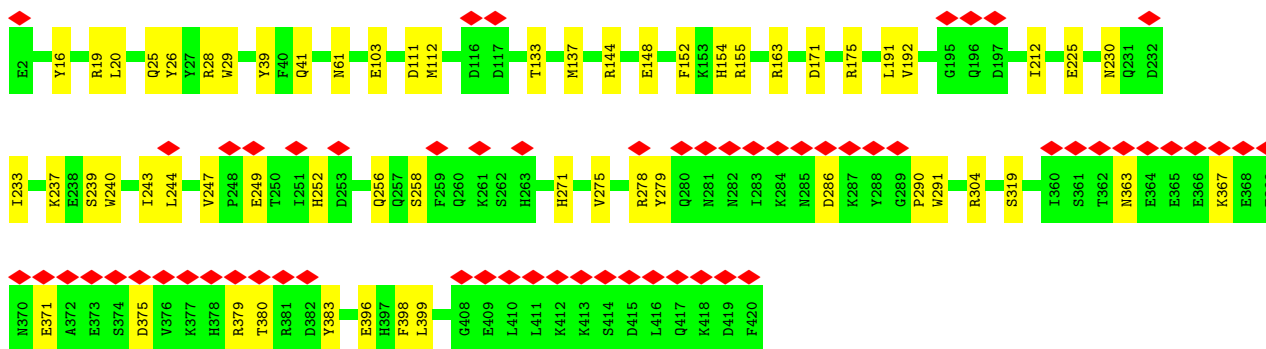 E2 Y16 R19 L20 Q25 Y26 Y27 R28 W29 Y39 F40 Q41 N61 E103 D111 M112 D116 D117 T133 M137 R144 E148 F152 K153 H154 R155 R163 D171 R175 L191 V192 G195 Q196 D197 I212 E225 N230 Q231 D232
I233 K237 E238 S239 W240 I243 L244 V247 P248 E249 T250 I251 H252 D253 Q256 Q257 S258 F259 Q260 K261 S262 H263 H271 V275 R278 Y279 Q280 N281 N282 I283 K284 N285 D286 K287 Y288 G289 P290 W291 R304 S319 I360 S361 T362 N363 E364 E365 E366 K367 E368
N370 E371 A372 E373 S374 D375 V376 K377 H378 R379 T380 R381 D382 Y383 E396 H397 F398 L399 G408 E409 L410 L411 K412 K413 S414 D415 L416 Q417 K418 D419 F420